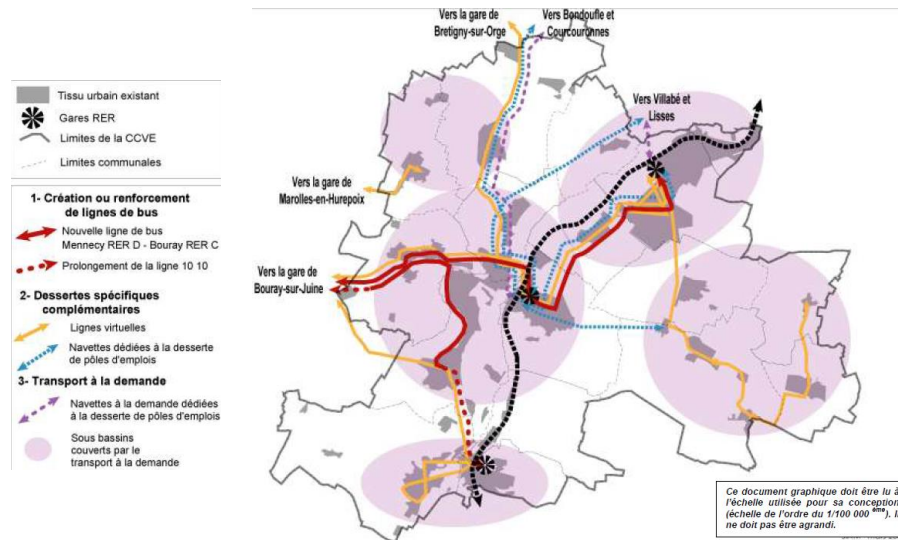 Vers la gare de
Bretigny-sur-Orge
Vers Bondoufle et
Courcouronnes
Vers Villabé et
Lisses
Vers la gare de
Marolles-en-Hurepoix
Vers la gare de
Bouray-sur-Juine
Tissu urbain existant
Gares RER
Limites de la CCVE
Limites communales
1- Création ou renforcement
de lignes de bus
Nouvelle ligne de bus
Mennecy RER D - Bouray RER C
Prolongement de la ligne 10 10
2- Dessertes spécifiques
complémentaires
Lignes virtuelles
Navettes dédiées à la desserte
de pôles d'emplois
3- Transport à la demande
Navettes à la demande dédiées
à la desserte de pôles d'emplois
Sous bassins
couverts par le
transport à la demande
Ce document graphique doit être lu à
l'échelle utilisée pour sa conception
(échelle de l'ordre du 1/100 000 ème). Il
ne doit pas être agrandi.